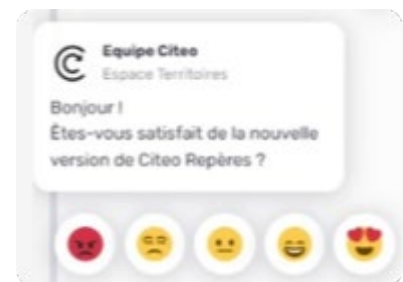 Equipe Citeo
Espace Territoires
Bonjour !
Êtes-vous satisfait de la nouvelle
version de Citeo Repères ?